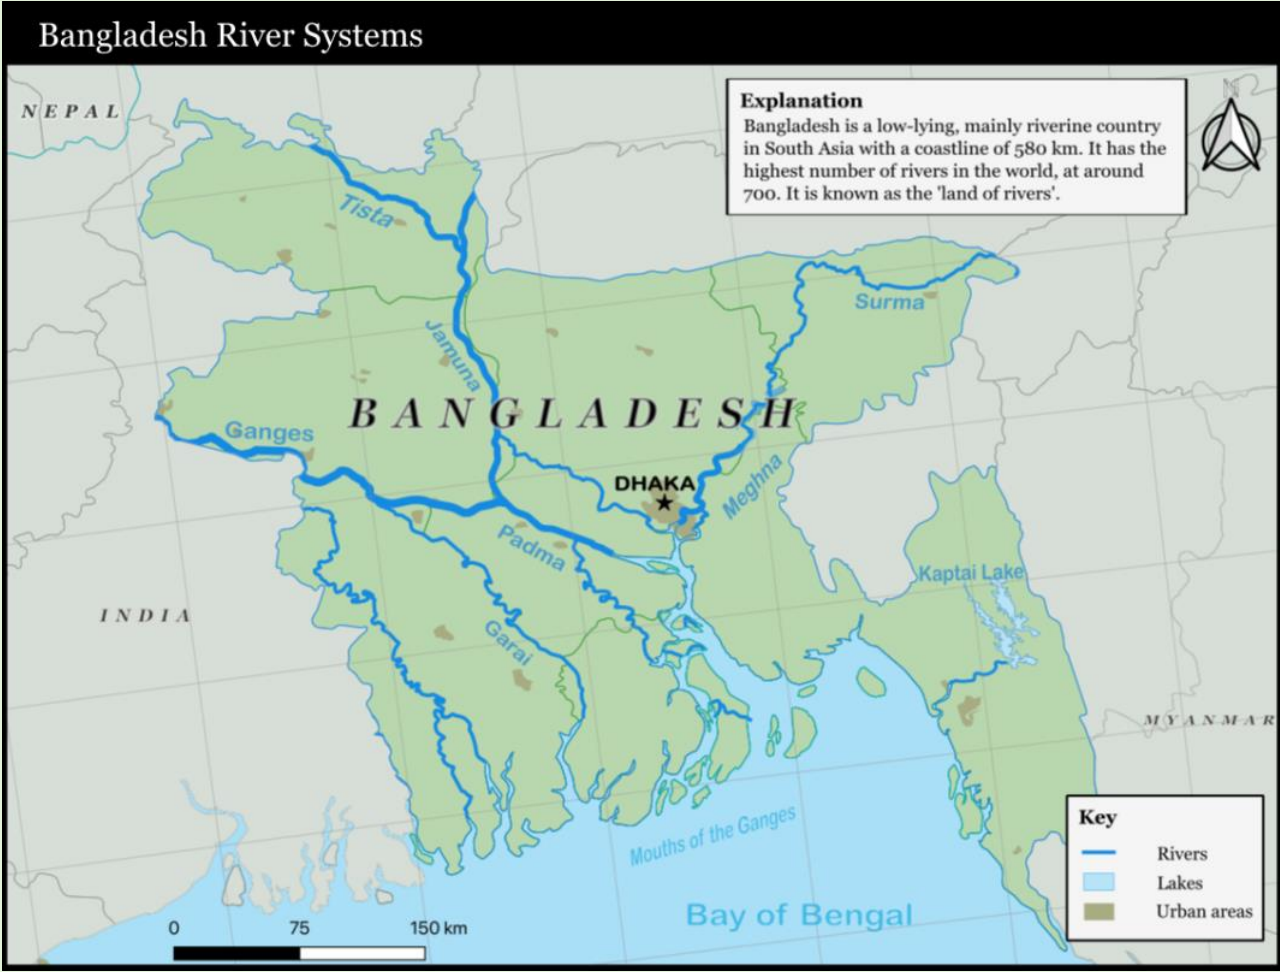 Bangladesh River Systems
NEPAL
Explanation
Bangladesh is a low-lying, mainly riverine country
in South Asia with a coastline of 580 km. It has the
highest number of rivers in the world, at around
700. It is known as the 'land of rivers'.
N
Tista
Surma
Jamuna
BANGLADESH
Ganges
DHAKA
Meghna
Padma
Kaptai Lake
INDIA
Garai
MYANMAR
Mouths of the Ganges
Bay of Bengal
Key
Rivers
Lakes
Urban areas
0 75 150 km